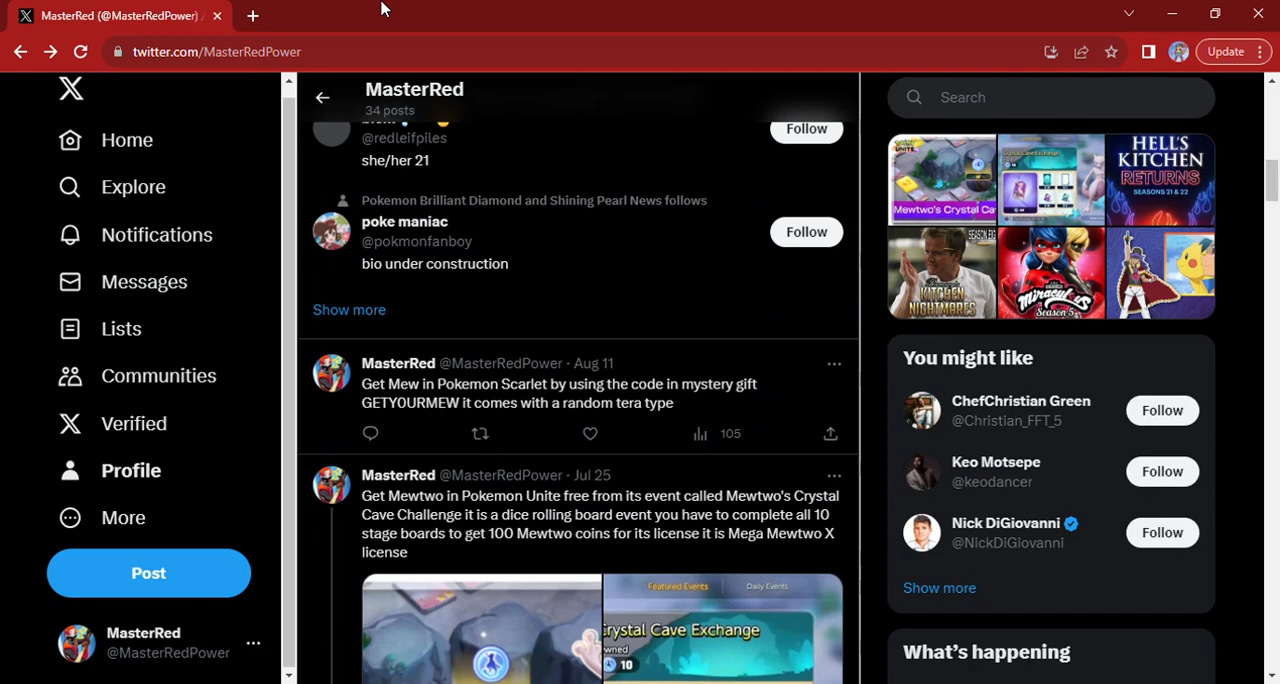 MasterRed (@MasterRedPower)
twitter.com/MasterRedPower
Update
Home
Explore
Notifications
Messages
Lists
Communities
Verified
Profile
More
Post
MasterRed
@MasterRedPower
MasterRed
34 posts
@redleifpiles
Follow
she/her 21
Pokemon Brilliant Diamond and Shining Pearl News follows
poke maniac
@pokmonfanboy
Follow
bio under construction
Show more
MasterRed @MasterRedPower · Aug 11
Get Mew in Pokemon Scarlet by using the code in mystery gift
GETY0URMEW it comes with a random tera type
105
MasterRed @MasterRedPower · Jul 25
Get Mewtwo in Pokemon Unite free from its event called Mewtwo's Crystal
Cave Challenge it is a dice rolling board event you have to complete all 10
stage boards to get 100 Mewtwo coins for its license it is Mega Mewtwo X
license
Featured Events
Daily Events
Crystal Cave Exchange
10
Search
UNITE
Mewtwo's Crystal Ca
HELL'S
KITCHEN
RETURNS
SEASONS 21 & 22
SEASON EIG
KITCHEN
NIGHTMARES
Miraculous
Season 5
You might like
ChefChristian Green
@Christian_FFT_5
Follow
Keo Motsepe
@keodancer
Follow
Nick DiGiovanni
@NickDiGiovanni
Follow
Show more
What's happening